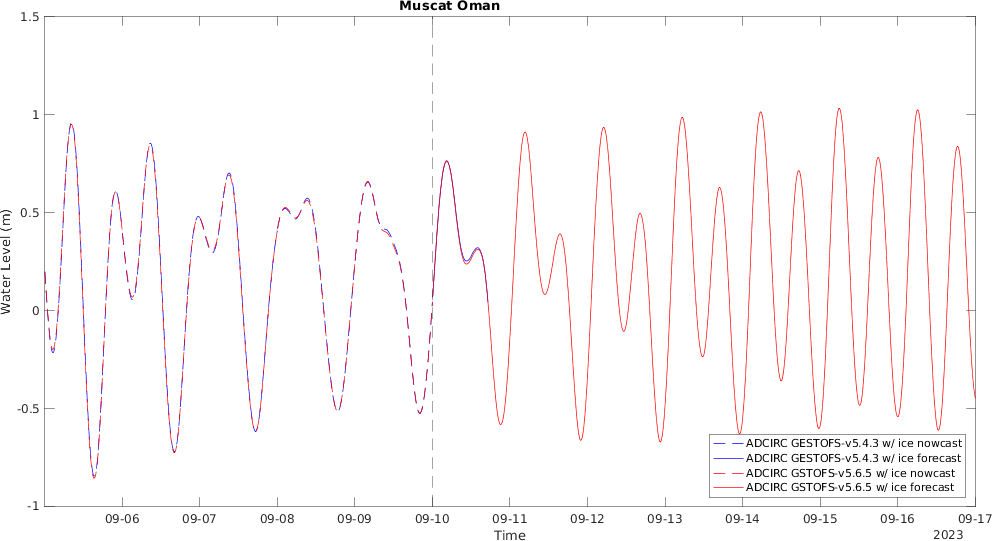 Muscat Oman
1.5
1
0.5
0
-0.5
-1
Water Level (m)
09-06
09-07
09-08
09-09
09-10
09-11
09-12
09-13
09-14
09-15
09-16
09-17
Time
2023
ADCIRC GESTOFS-v5.4.3 w/ ice nowcast
ADCIRC GESTOFS-v5.4.3 w/ ice forecast
ADCIRC GSTOFS-v5.6.5 w/ ice nowcast
ADCIRC GSTOFS-v5.6.5 w/ ice forecast